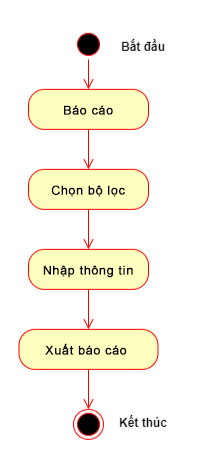 Bắt đầu
Báo cáo
Chọn bộ lọc
Nhập thông tin
Xuất báo cáo
Kết thúc